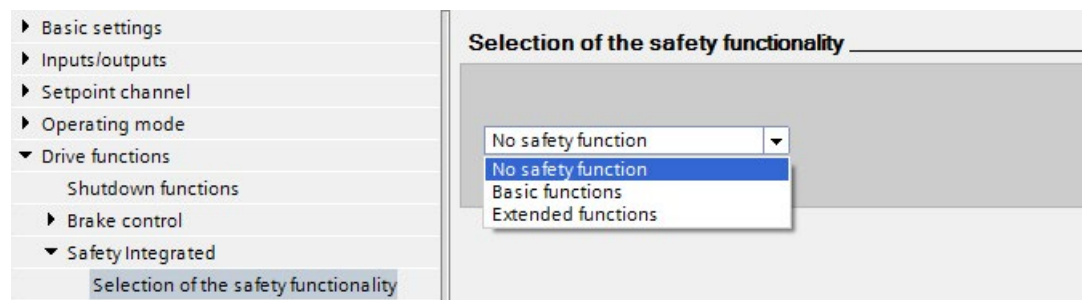 Basic settings
Inputs/outputs
Setpoint channel
Operating mode
Drive functions
Shutdown functions
Brake control
Safety Integrated
Selection of the safety functionality
Selection of the safety functionality
No safety function
No safety function
Basic functions
Extended functions